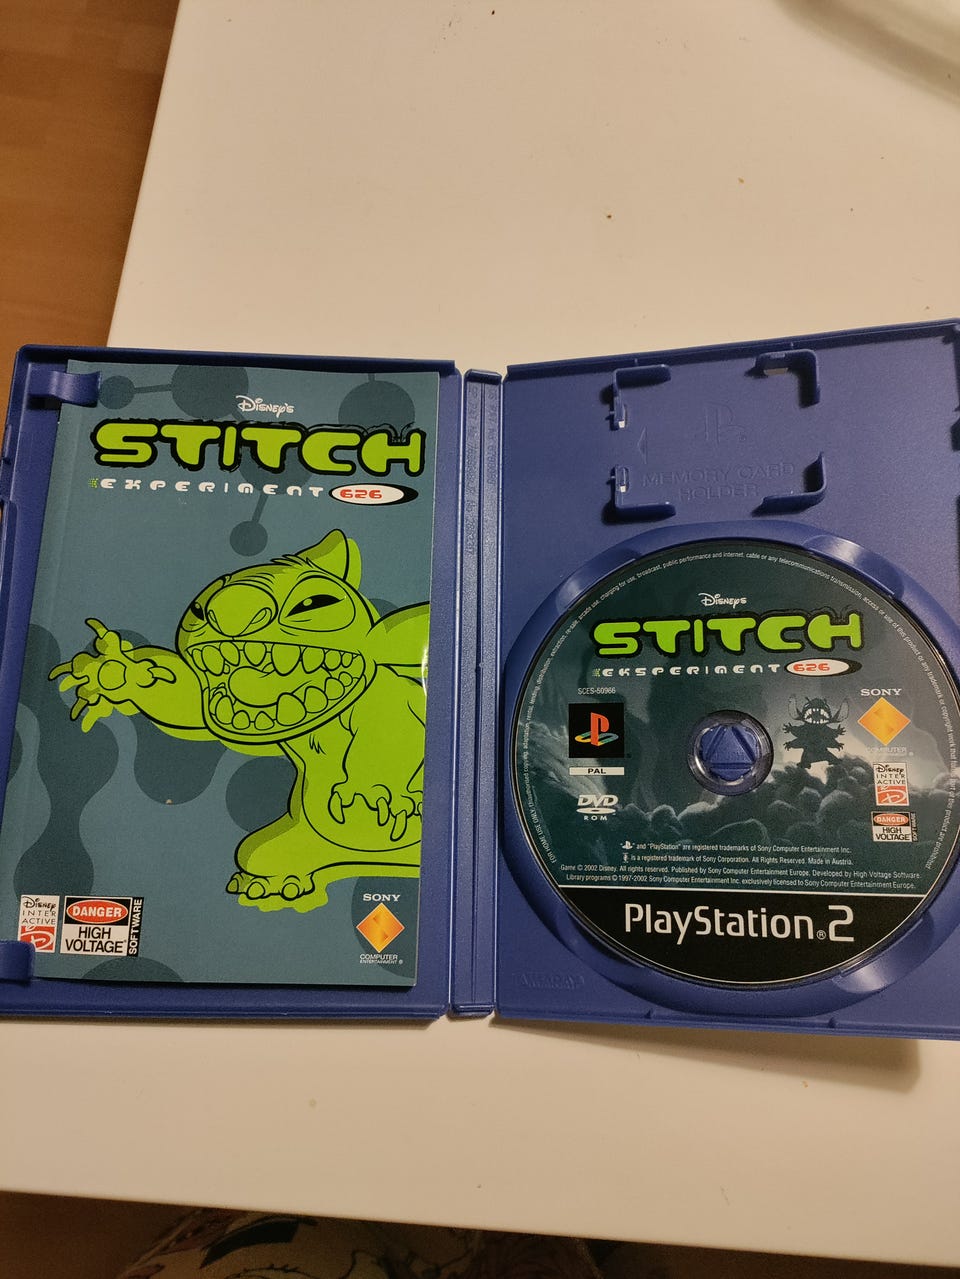 Disney's
STITCH
EXPERIMENT 626
Disney
INTER
ACTIVE
DANGER
HIGH
VOLTAGE
SOFTWARE
SONY
COMPUTER
ENTERTAINMENT ®
MEMORY CARD
HOLDER
Disney's
STITCH
EKSPERIMENT 626
SCES-50966
PAL
DVD
ROM
SONY
COMPUTER
ENTERTAINMENT
Disney
INTER
ACTIVE
DANGER
HIGH
VOLTAGE
SOFTWARE
and "PlayStation" are registered trademarks of Sony Computer Entertainment Inc.
is a registered trademark of Sony Corporation. All Rights Reserved. Made in Austria.
Game © 2002 Disney. All rights Reserved. Published by Sony Computer Entertainment Europe. Developed by High Voltage Software.
Library programs © 1997-2002 Sony Computer Entertainment Inc. exclusively licensed to Sony Computer Entertainment Europe.
PlayStation®2